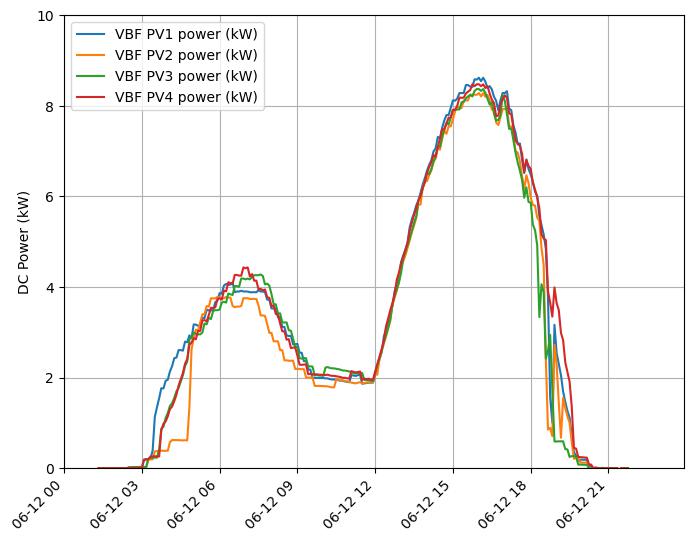 VBF PV1 power (kW)
VBF PV2 power (kW)
VBF PV3 power (kW)
VBF PV4 power (kW)
DC Power (kW)
10
8
6
4
2
0
06-12 00
06-12 03
06-12 06
06-12 09
06-12 12
06-12 15
06-12 18
06-12 21